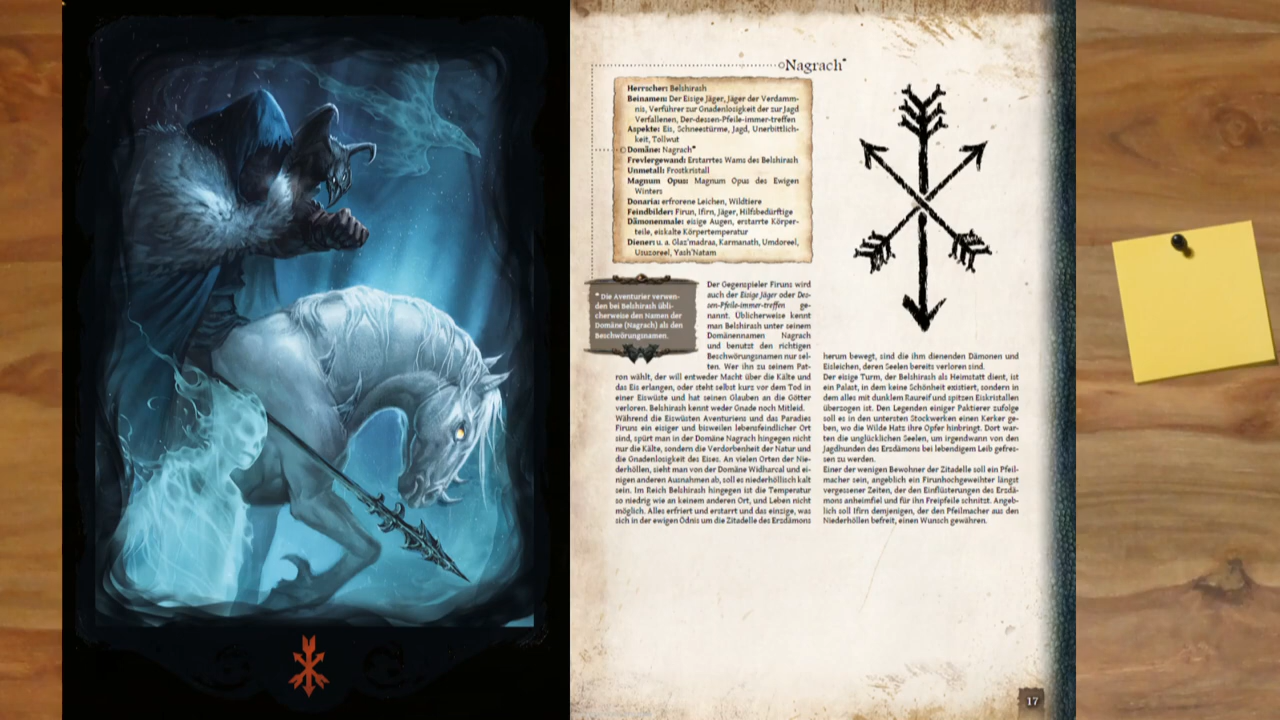 Nagrach*
Herrscher: Belshirash
Beinamen: Der Eisige Jäger, Jäger der Verdamm-
nis, Verführer zur Gnadenlosigkeit der zur Jagd
Verfallenen, Der-dessen-Pfeile-immer-treffen
Aspekte: Eis, Schneestürme, Jagd, Unerbittlich-
keit, Tollwut
Domäne: Nagrach*
Frevlergewand: Erstarrtes Wams des Belshirash
Unmetall: Frostkristall
Magnum Opus: Magnum Opus des Ewigen
Winters
Donaria: erfrorene Leichen, Wildtiere
Feindbilder: Firun, Ifirn, Jäger, Hilfsbedürftige
Dämonenmale: eisige Augen, erstarrte Körper-
teile, eiskalte Körpertemperatur
Diener: u. a. Glaz'madraa, Karmanath, Umdoreel,
Usuzoreel, Yash'Natam
* Die Aventurier verwen-
den bei Belshirash übli-
cherweise den Namen der
Domäne (Nagrach) als den
Beschwörungsnamen.
Der Gegenspieler Firuns wird
auch der Eisige Jäger oder Des-
sen-Pfeile-immer-treffen ge-
nannt. Üblicherweise kennt
man Belshirash unter seinem
Domänennamen Nagrach
und benutzt den richtigen
Beschwörungsnamen nur sel-
ten. Wer ihn zu seinem Pat-
ron wählt, der will entweder Macht über die Kälte und
das Eis erlangen, oder steht selbst kurz vor dem Tod in
einer Eiswüste und hat seinen Glauben an die Götter
verloren. Belshirash kennt weder Gnade noch Mitleid.
Während die Eiswüsten Aventuriens und das Paradies
Firuns ein eisiger und bisweilen lebensfeindlicher Ort
sind, spürt man in der Domäne Nagrach hingegen nicht
nur die Kälte, sondern die Verdorbenheit der Natur und
die Gnadenlosigkeit des Eises. An vielen Orten der Nie-
derhöllen, sieht man von der Domäne Widharcal und ei-
nigen anderen Ausnahmen ab, soll es niederhöllisch kalt
sein. Im Reich Belshirash hingegen ist die Temperatur
so niedrig wie an keinem anderen Ort, und Leben nicht
möglich. Alles erfriert und erstarrt und das einzige, was
sich in der ewigen Ödnis um die Zitadelle des Erzdämons
herum bewegt, sind die ihm dienenden Dämonen und
Eisleichen, deren Seelen bereits verloren sind.
Der eisige Turm, der Belshirash als Heimstatt dient, ist
ein Palast, in dem keine Schönheit existiert, sondern in
dem alles mit dunklem Raureif und spitzen Eiskristallen
überzogen ist. Den Legenden einiger Paktierer zufolge
soll es in den untersten Stockwerken einen Kerker ge-
ben, wo die Wilde Hatz ihre Opfer hinbringt. Dort war-
ten die unglücklichen Seelen, um irgendwann von den
Jagdhunden des Erzdämons bei lebendigem Leib gefres-
sen zu werden.
Einer der wenigen Bewohner der Zitadelle soll ein Pfeil-
macher sein, angeblich ein Firunhochgeweihter längst
vergessener Zeiten, der den Einflüsterungen des Erzdä-
mons anheimfiel und für ihn Freipfeile schnitzt. Angeb-
lich soll Ifirn demjenigen, der den Pfeilmacher aus den
Niederhöllen befreit, einen Wunsch gewähren.
17